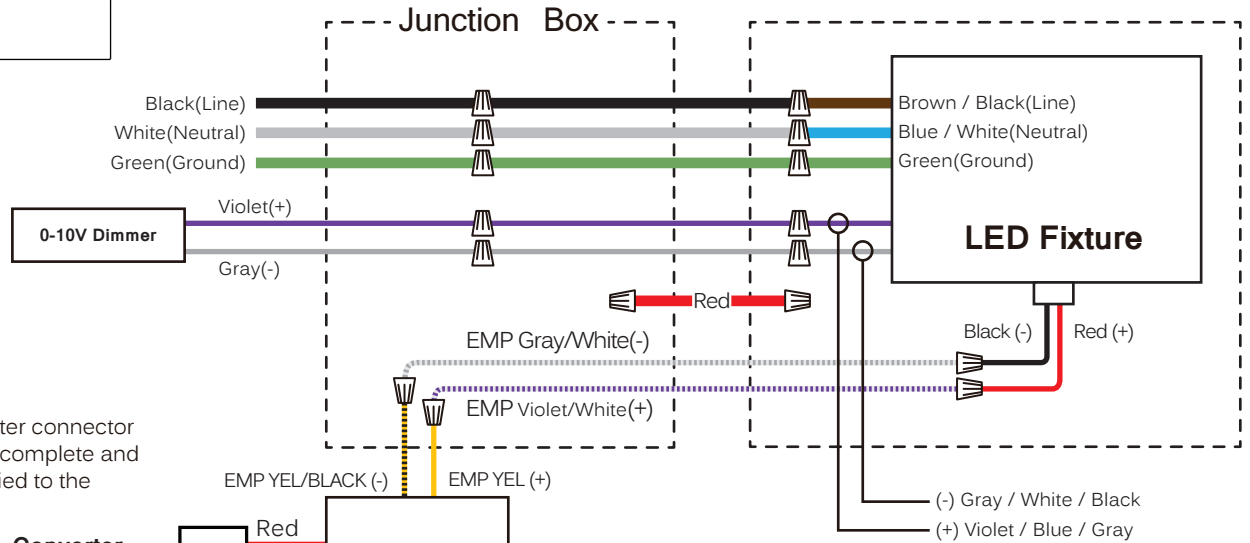 Junction Box
Black(Line)
Brown / Black(Line)
White(Neutral)
Blue / White(Neutral)
Green(Ground)
Green(Ground)
Violet(+)
0-10V Dimmer
LED Fixture
Gray(-)
Red
Black (-)
Red (+)
EMP Gray/White(-)
EMP Violet/White(+)
ter connector
complete and
ied to the
EMP YEL/BLACK (-)
EMP YEL (+)
(-) Gray / White / Black
(+) Violet / Blue / Gray
Red
Converter